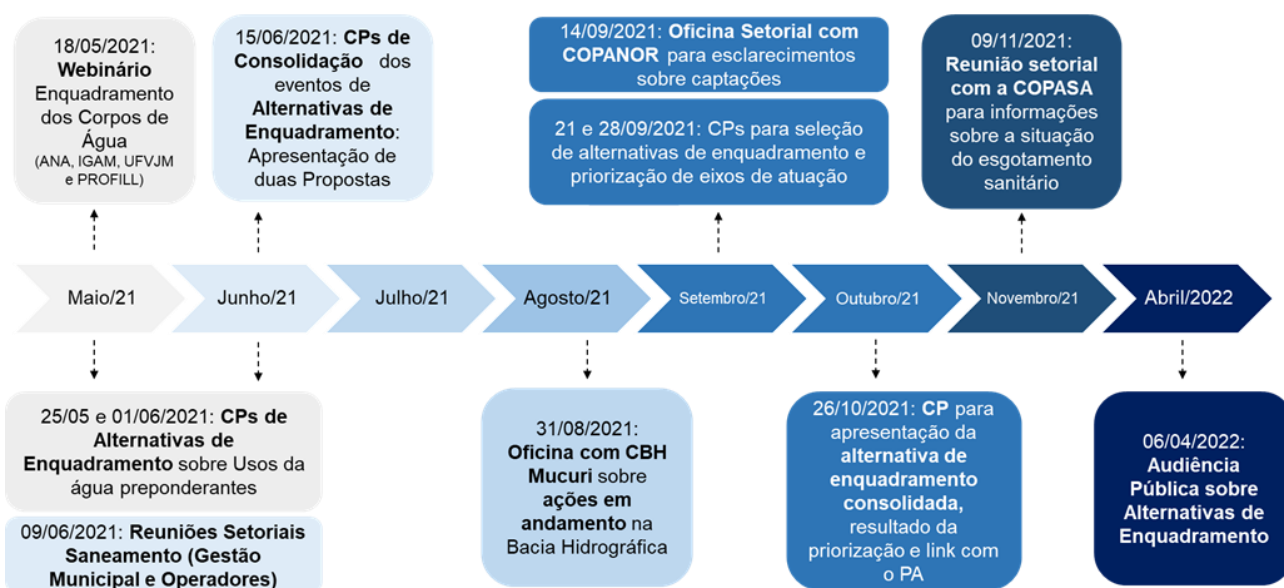 18/05/2021:
Webinário
Enquadramento
dos Corpos de
Água
(ANA, IGAM, UFVJM
e PROFILL)
15/06/2021: CPs de
Consolidação dos
eventos de
Alternativas de
Enquadramento:
Apresentação de
duas Propostas
14/09/2021: Oficina Setorial com
COPANOR para esclarecimentos
sobre captações
21 e 28/09/2021: CPs para seleção
de alternativas de enquadramento e
priorização de eixos de atuação
09/11/2021:
Reunião setorial
com a COPASA
para informações
sobre a situação
do esgotamento
sanitário
Maio/21
Junho/21
Julho/21
Agosto/21
Setembro/21
Outubro/21
Novembro/21
Abril/2022
25/05 e 01/06/2021: CPs de
Alternativas de
Enquadramento sobre Usos da
água preponderantes
09/06/2021: Reuniões Setoriais
Saneamento (Gestão
Municipal e Operadores)
31/08/2021:
Oficina com CBH
Mucuri sobre
ações em
andamento na
Bacia Hidrográfica
26/10/2021: CP para
apresentação da
alternativa de
enquadramento
consolidada,
resultado da
priorização e link com
o PA
06/04/2022:
Audiência
Pública sobre
Alternativas de
Enquadramento